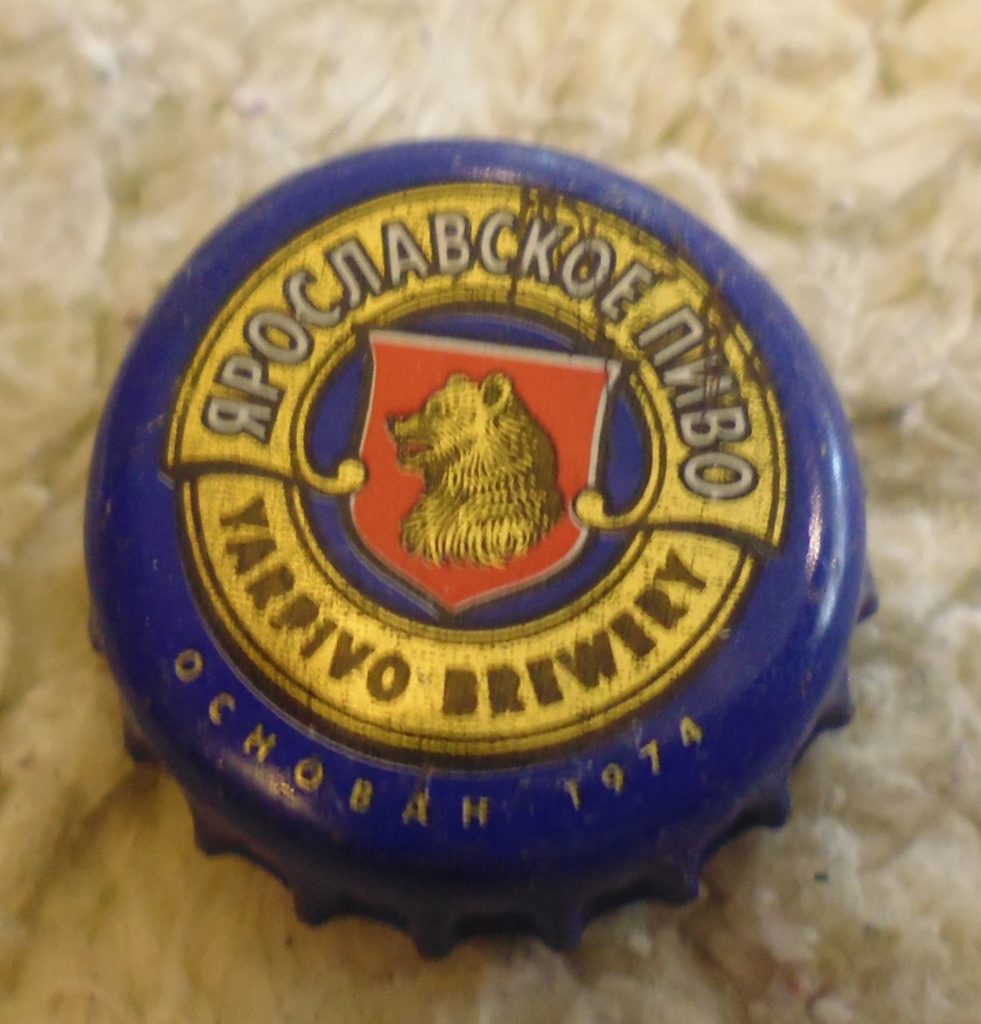 ЯРОСЛАВСКОЕ ПИВО
YARPIVO BREWERY
ОСНОВАН 1974